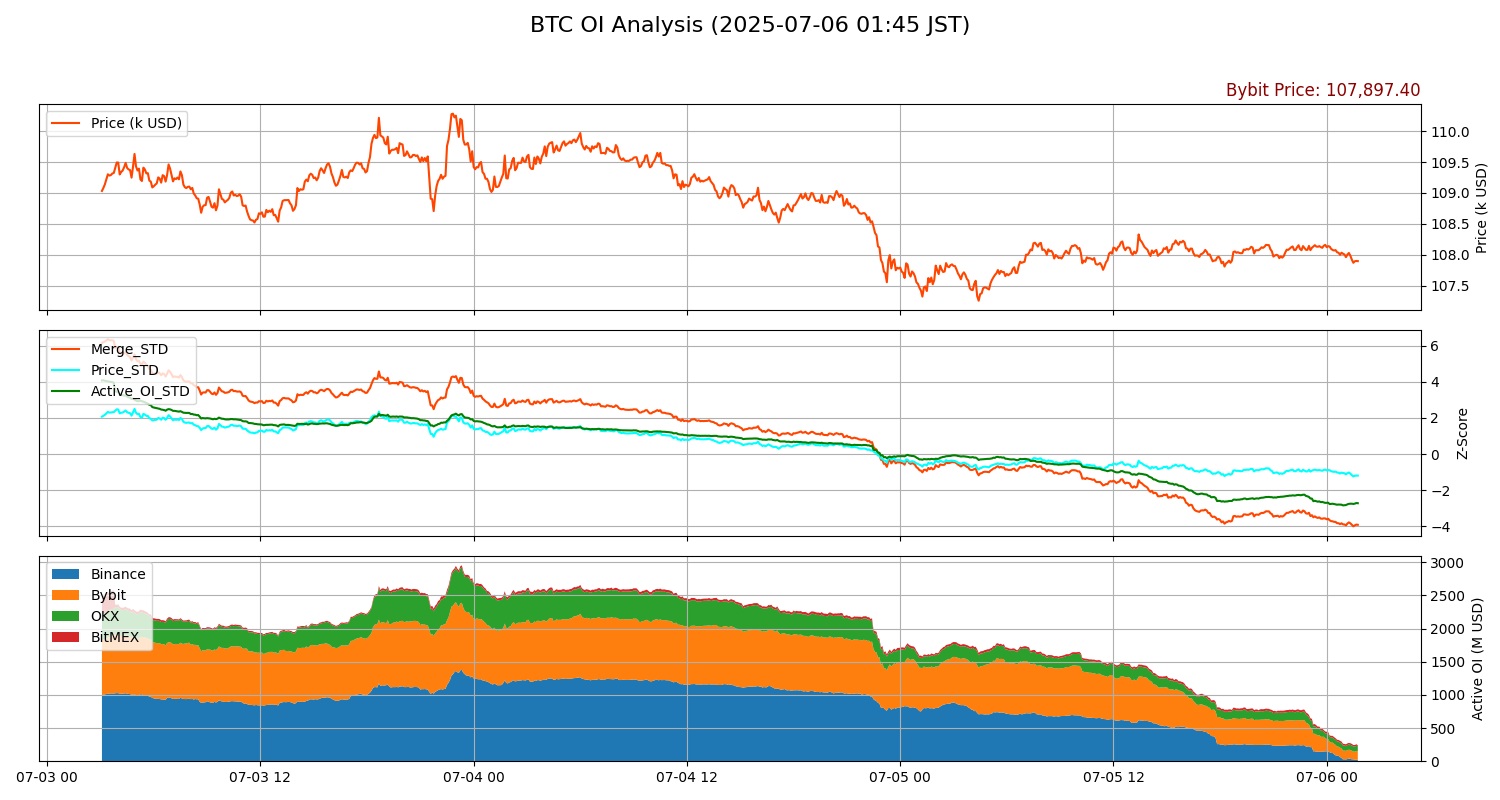 BTC OI Analysis (2025-07-06 01:45 JST)
Bybit Price: 107,897.40
Price (k USD)
110.0
109.5
109.0
108.5
108.0
107.5
Price (k USD)
Merge_STD
Price_STD
Active_OI_STD
6
4
2
0
−2
−4
Z-Score
Binance
Bybit
OKX
BitMEX
3000
2500
2000
1500
1000
500
0
Active OI (M USD)
07-03 00
07-03 12
07-04 00
07-04 12
07-05 00
07-05 12
07-06 00